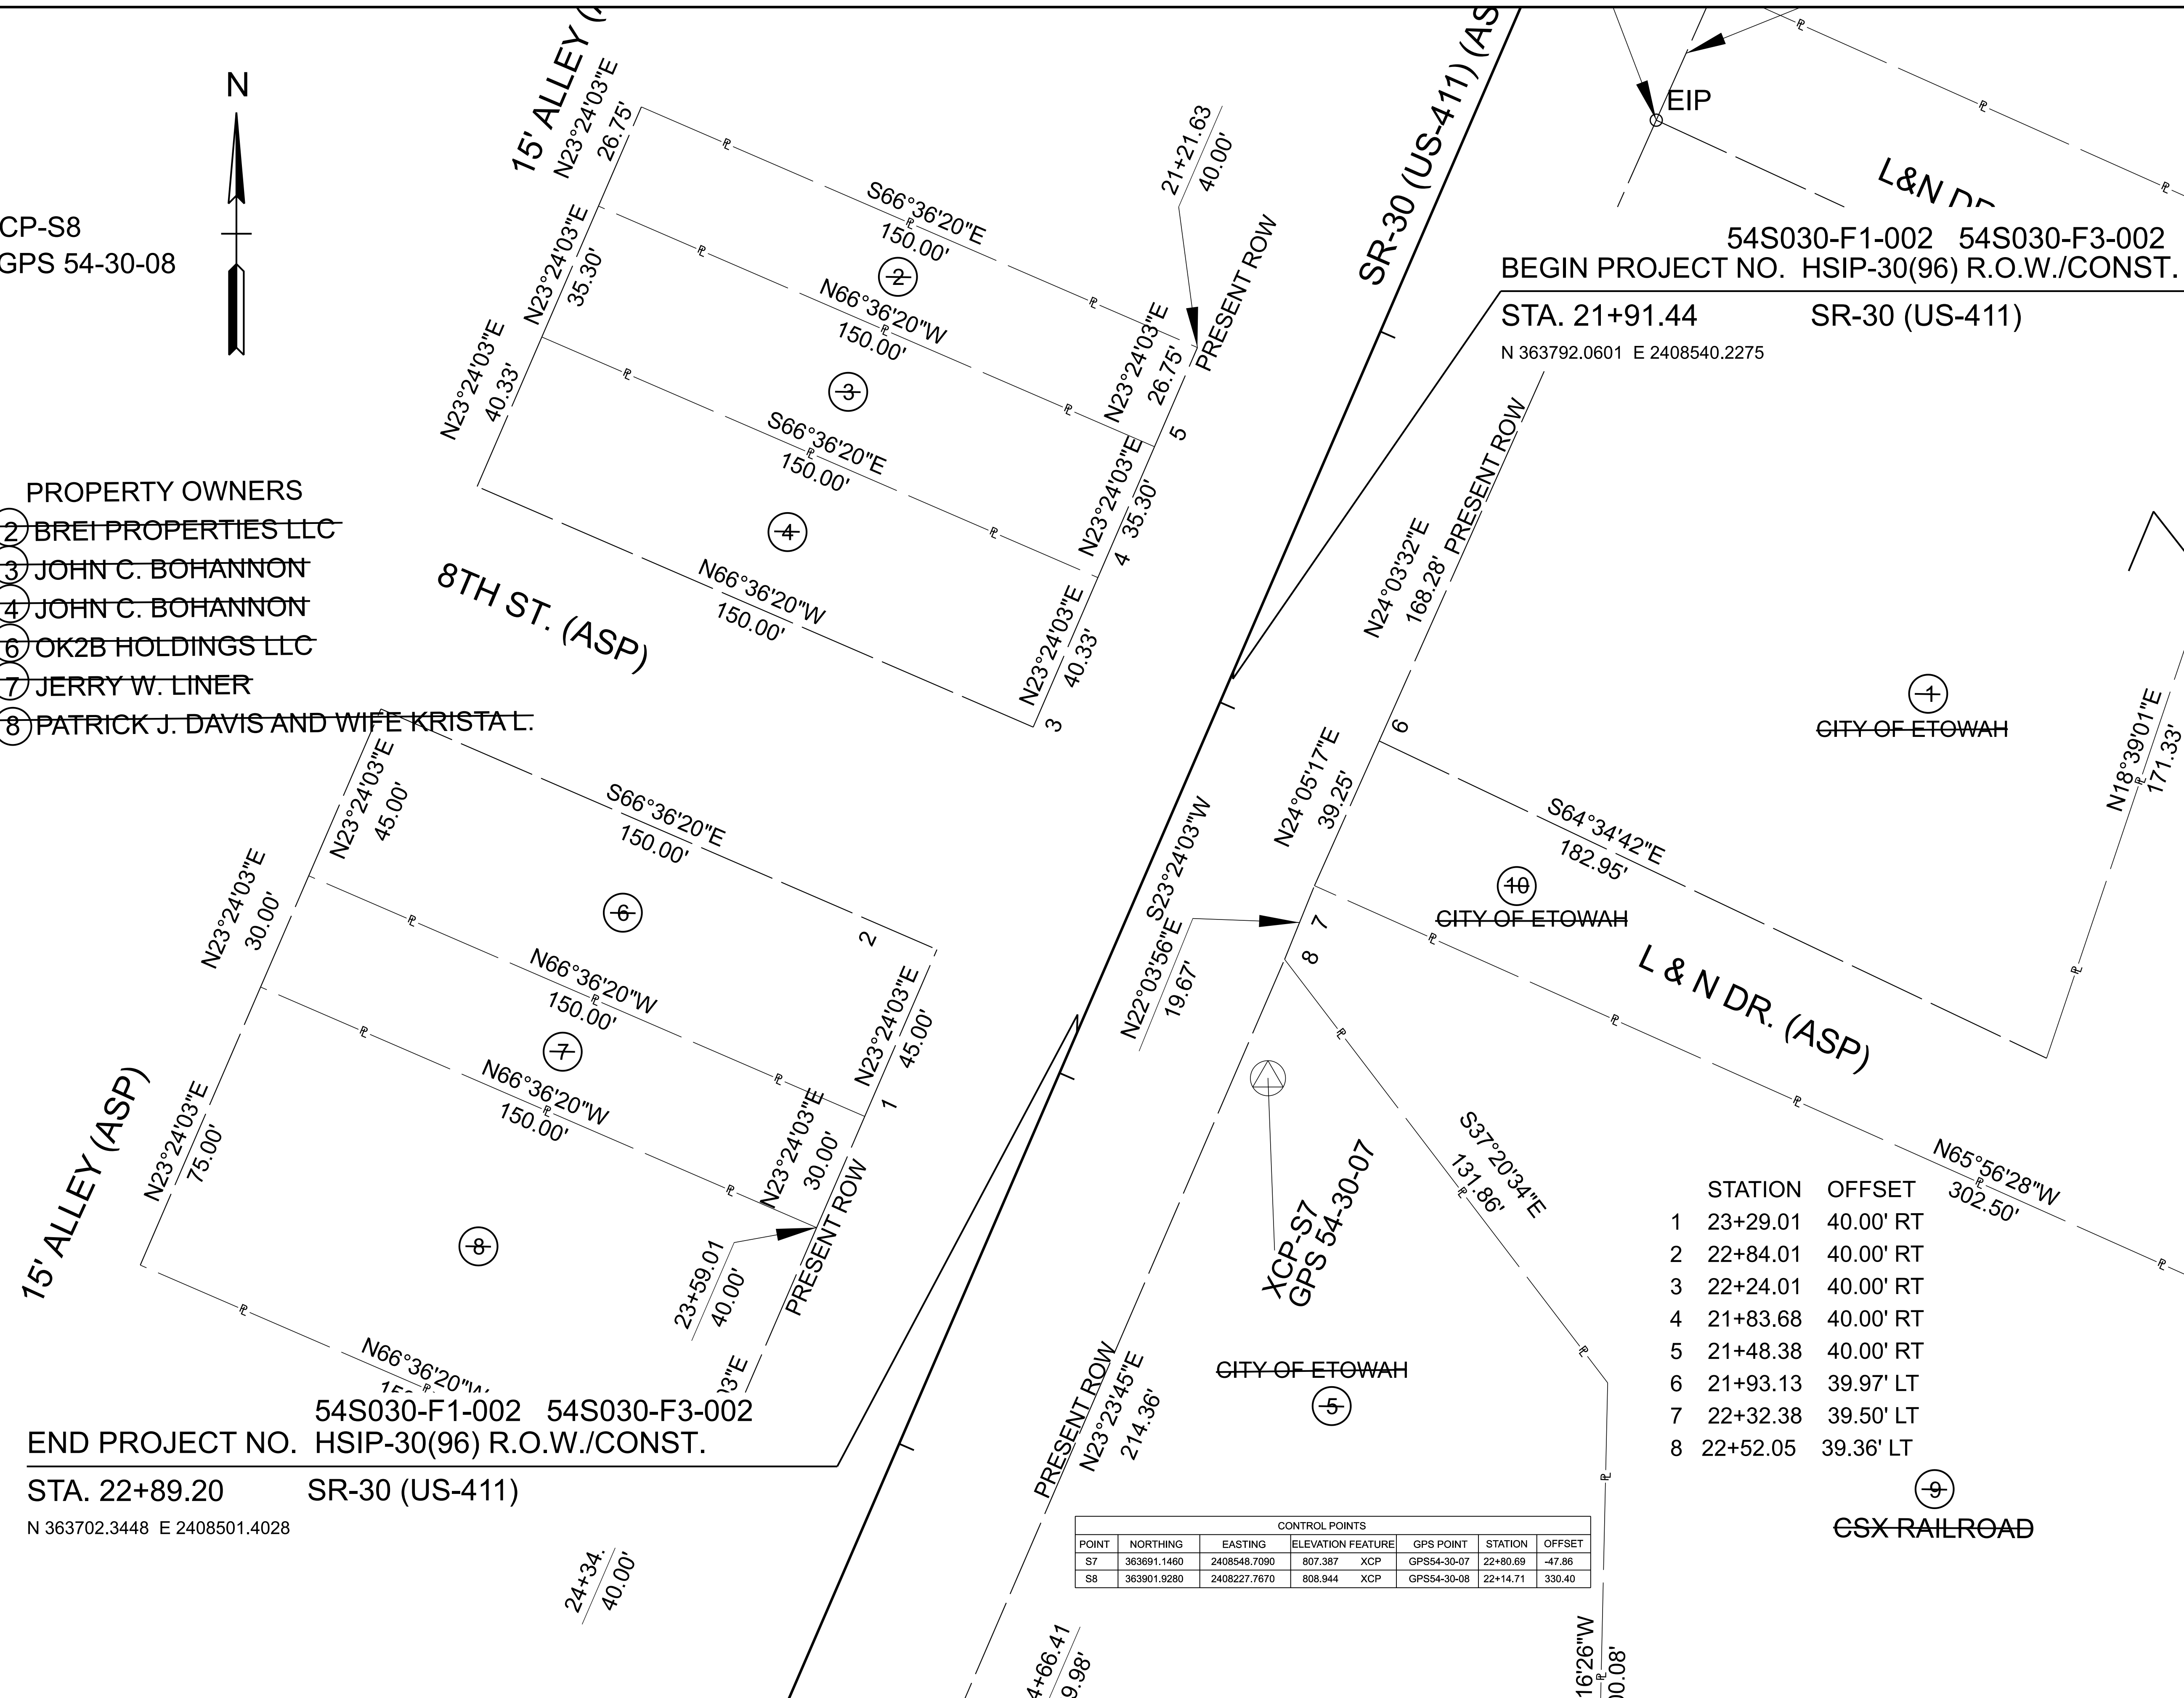 15' ALLEY
N23°24'03"E
26.75'
N
CP-S8
GPS 54-30-08
N23°24'03"E
35.30'
N23°24'03"E
40.33'
S66°36'20"E
150.00'
2
N66°36'20"W
150.00'
3
S66°36'20"E
150.00'
4
N66°36'20"W
150.00'
21+21.63
40.00'
PRESENT ROW
N23°24'03"E
26.75'
5
N23°24'03"E
35.30'
4
N23°24'03"E
40.33'
3
SR-30 (US-411)
EIP
L&N
54S030-F1-002 54S030-F3-002
BEGIN PROJECT NO. HSIP-30(96) R.O.W./CONST.
STA. 21+91.44 SR-30 (US-411)
N 363792.0601 E 2408540.2275
PROPERTY OWNERS
2 BREI PROPERTIES LLC
3 JOHN C. BOHANNON
4 JOHN C. BOHANNON
6 OK2B HOLDINGS LLC
7 JERRY W. LINER
8 PATRICK J. DAVIS AND WIFE KRISTA L.
8TH ST. (ASP)
N24°03'32"E PRESENT ROW
168.28'
1
CITY OF ETOWAH
N18°39'01"E
171.33'
6
N24°05'17"E
39.25'
S64°34'42"E
182.95'
10
CITY OF ETOWAH
L & N DR. (ASP)
S23°24'03"W
N22°03'56"E
19.67'
7
8
N23°24'03"E
45.00'
N23°24'03"E
30.00'
N23°24'03"E
75.00'
15' ALLEY (ASP)
S66°36'20"E
150.00'
6
2
N66°36'20"W
150.00'
7
N66°36'20"W
150.00'
8
N23°24'03"E
45.00'
1
N23°24'03"E
30.00'
PRESENT ROW
23+59.01
40.00'
N66°36'20"W
XCP-S7
GPS 54-30-07
S37°20'34"E
131.86'
N65°56'28"W
302.50'
STATION OFFSET
1 23+29.01 40.00' RT
2 22+84.01 40.00' RT
3 22+24.01 40.00' RT
4 21+83.68 40.00' RT
5 21+48.38 40.00' RT
6 21+93.13 39.97' LT
7 22+32.38 39.50' LT
8 22+52.05 39.36' LT
9
CSX RAILROAD
CITY OF ETOWAH
5
PRESENT ROW
N23°23'45"E
214.36'
54S030-F1-002 54S030-F3-002
END PROJECT NO. HSIP-30(96) R.O.W./CONST.
STA. 22+89.20 SR-30 (US-411)
N 363702.3448 E 2408501.4028
24+34.
40.00'
CONTROL POINTS
POINT NORTHING EASTING ELEVATION FEATURE GPS POINT STATION OFFSET
S7 363691.1460 2408548.7090 807.387 XCP GPS54-30-07 22+80.69 -47.86
S8 363901.9280 2408227.7670 808.944 XCP GPS54-30-08 22+14.71 330.40
4+66.41
9.98'
16'26"W
00.08'